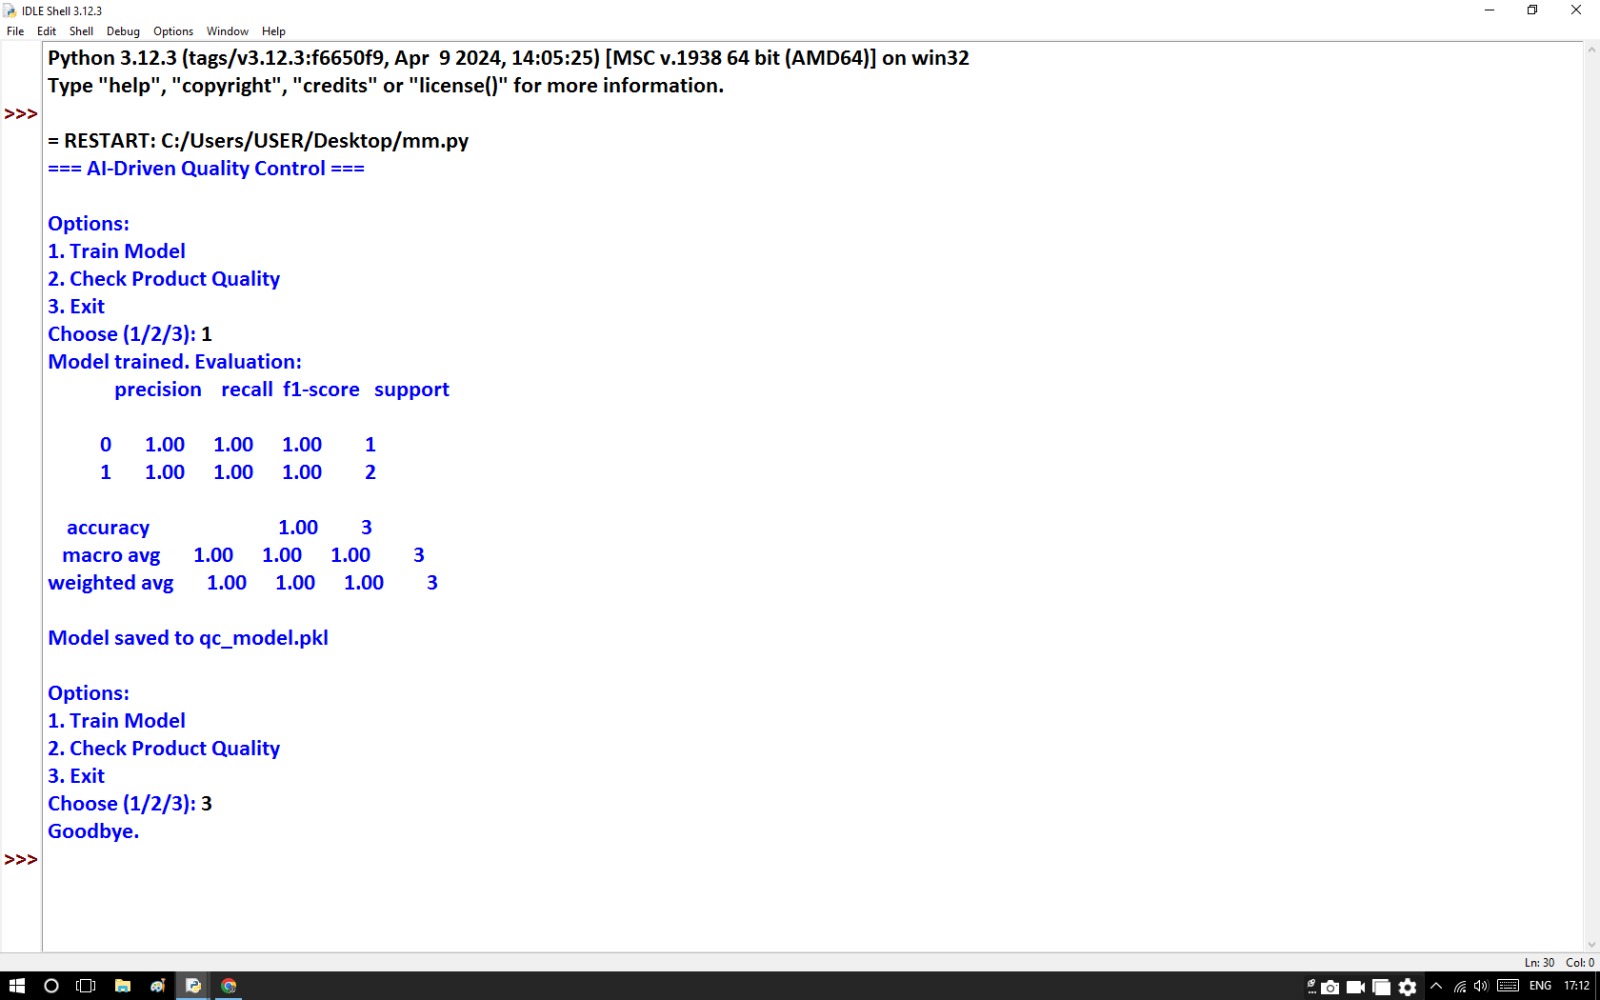 IDLE Shell 3.12.3
File Edit Shell Debug Options Window Help
Python 3.12.3 (tags/v3.12.3:f6650f9, Apr  9 2024, 14:05:25) [MSC v.1938 64 bit (AMD64)] on win32
Type "help", "copyright", "credits" or "license()" for more information.
>>>
= RESTART: C:/Users/USER/Desktop/mm.py
=== AI-Driven Quality Control ===
Options:
1. Train Model
2. Check Product Quality
3. Exit
Choose (1/2/3): 1
Model trained. Evaluation:
precision recall f1-score support
0 1.00 1.00 1.00 1
1 1.00 1.00 1.00 2
accuracy 1.00 3
macro avg 1.00 1.00 1.00 3
weighted avg 1.00 1.00 1.00 3
Model saved to qc_model.pkl
Options:
1. Train Model
2. Check Product Quality
3. Exit
Choose (1/2/3): 3
Goodbye.
>>>
Ln: 30 Col: 0
ENG 17:12